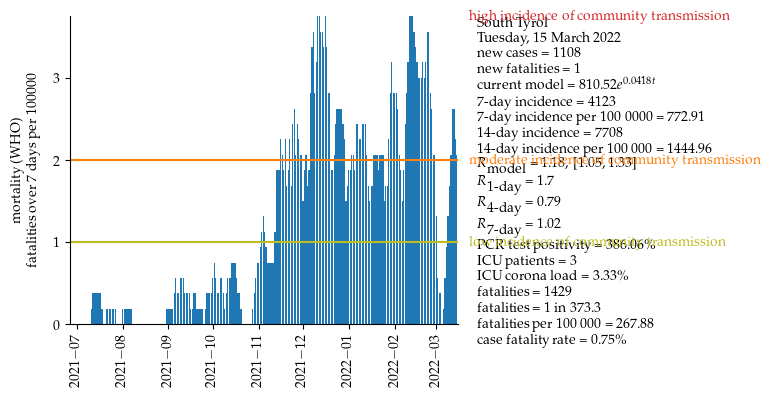 high incidence of community transmission
South Tyrol
Tuesday, 15 March 2022
new cases = 1108
new fatalities = 1
current model = 810.52e^0.0418t
7-day incidence = 4123
7-day incidence per 100 0000 = 772.91
14-day incidence = 7708
14-day incidence per 100 000 = 1444.96
moderate incidence of community transmission
R model = 1.18, [1.05, 1.33]
R 1-day = 1.7
R 4-day = 0.79
R 7-day = 1.02
low incidence of community transmission
PCR test positivity = 386.06%
ICU patients = 3
ICU corona load = 3.33%
fatalities = 1429
fatalities = 1 in 373.3
fatalities per 100 000 = 267.88
case fatality rate = 0.75%
mortality (WHO)
fatalities over 7 days per 100000
3
2
1
0
2021-07
2021-08
2021-09
2021-10
2021-11
2021-12
2022-01
2022-02
2022-03